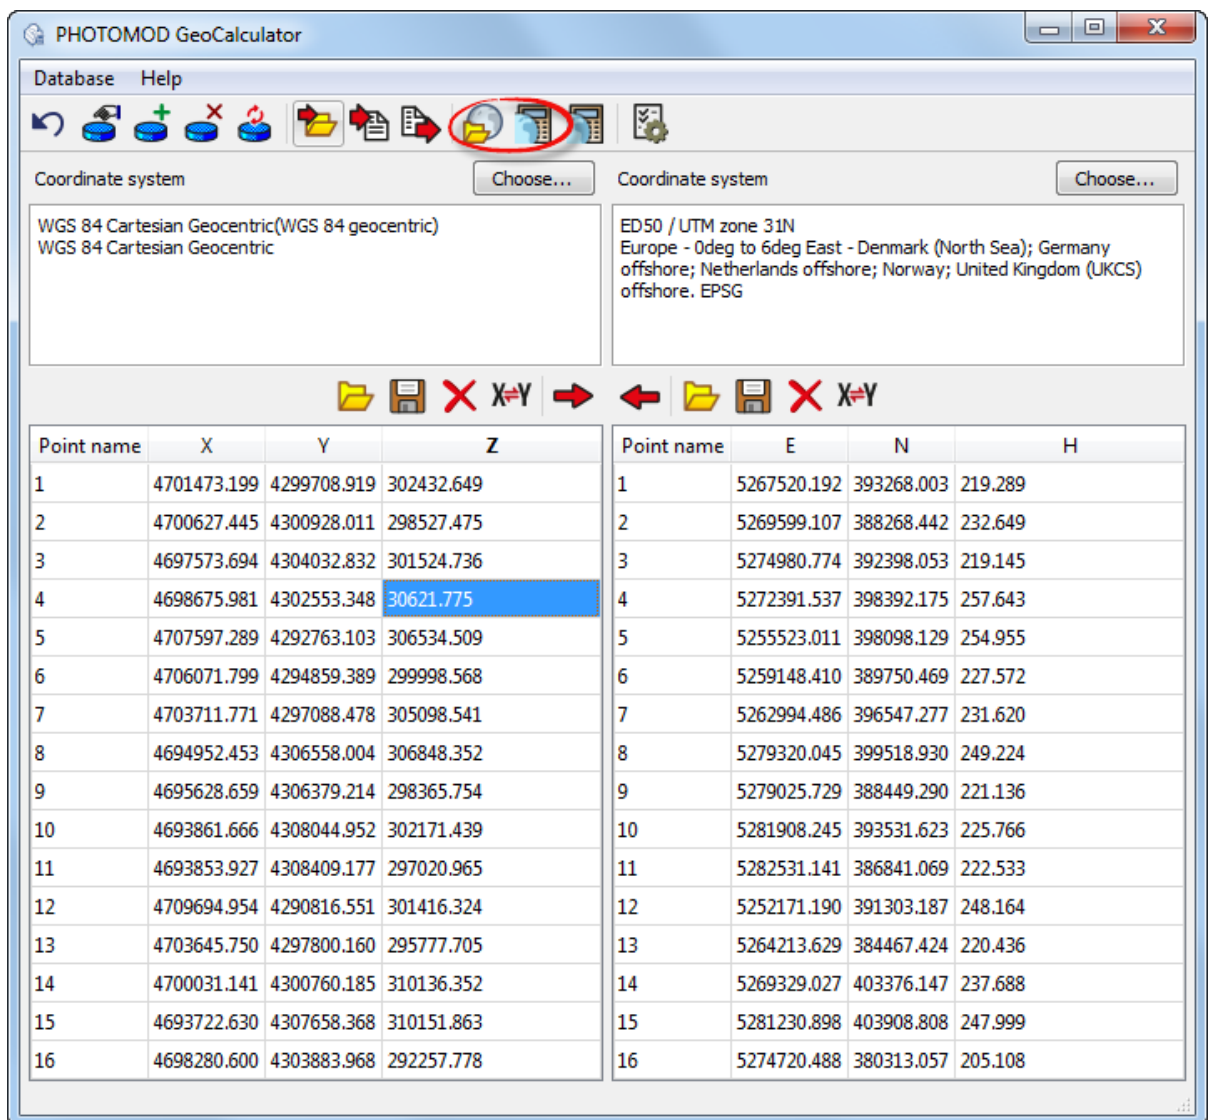 PHOTOMOD GeoCalculator
Database Help
Coordinate system Choose...
WGS 84 Cartesian Geocentric(WGS 84 geocentric)
WGS 84 Cartesian Geocentric
Coordinate system Choose...
ED50 / UTM zone 31N
Europe - 0deg to 6deg East - Denmark (North Sea); Germany
offshore; Netherlands offshore; Norway; United Kingdom (UKCS)
offshore. EPSG
X⇌Y X⇌Y
Point name X Y Z
1 4701473.199 4299708.919 302432.649
2 4700627.445 4300928.011 298527.475
3 4697573.694 4304032.832 301524.736
4 4698675.981 4302553.348 30621.775
5 4707597.289 4292763.103 306534.509
6 4706071.799 4294859.389 299998.568
7 4703711.771 4297088.478 305098.541
8 4694952.453 4306558.004 306848.352
9 4695628.659 4306379.214 298365.754
10 4693861.666 4308044.952 302171.439
11 4693853.927 4308409.177 297020.965
12 4709694.954 4290816.551 301416.324
13 4703645.750 4297800.160 295777.705
14 4700031.141 4300760.185 310136.352
15 4693722.630 4307658.368 310151.863
16 4698280.600 4303883.968 292257.778
Point name E N H
1 5267520.192 393268.003 219.289
2 5269599.107 388268.442 232.649
3 5274980.774 392398.053 219.145
4 5272391.537 398392.175 257.643
5 5255523.011 398098.129 254.955
6 5259148.410 389750.469 227.572
7 5262994.486 396547.277 231.620
8 5279320.045 399518.930 249.224
9 5279025.729 388449.290 221.136
10 5281908.245 393531.623 225.766
11 5282531.141 386841.069 222.533
12 5252171.190 391303.187 248.164
13 5264213.629 384467.424 220.436
14 5269329.027 403376.147 237.688
15 5281230.898 403908.808 247.999
16 5274720.488 380313.057 205.108